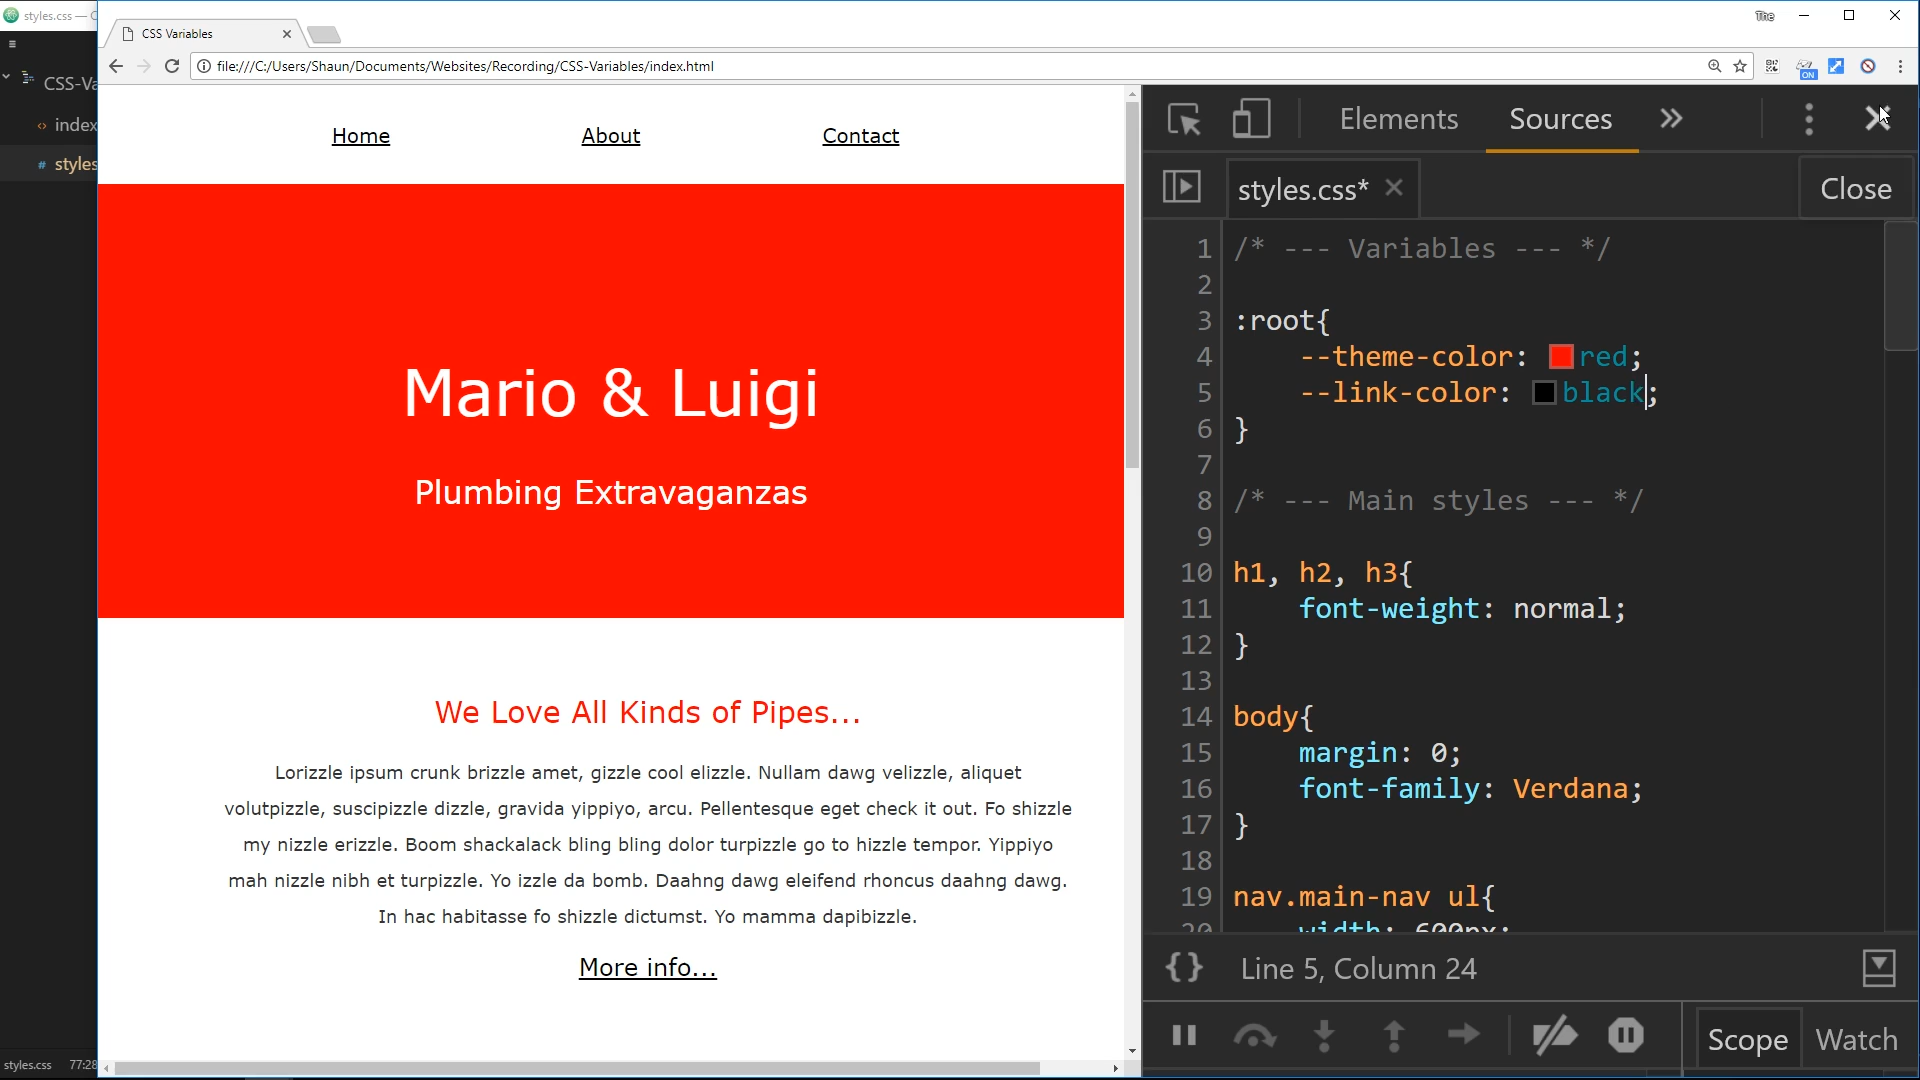 styles.css — C
CSS Variables
The
file:///C:/Users/Shaun/Documents/Websites/Recording/CSS-Variables/index.html
ON
CSS-Va
<> index
# styles
Home About Contact
Mario & Luigi
Plumbing Extravaganzas
We Love All Kinds of Pipes...
Lorizzle ipsum crunk brizzle amet, gizzle cool elizzle. Nullam dawg velizzle, aliquet
volutpizzle, suscipizzle dizzle, gravida yippiyo, arcu. Pellentesque eget check it out. Fo shizzle
my nizzle erizzle. Boom shackalack bling bling dolor turpizzle go to hizzle tempor. Yippiyo
mah nizzle nibh et turpizzle. Yo izzle da bomb. Daahng dawg eleifend rhoncus daahng dawg.
In hac habitasse fo shizzle dictumst. Yo mamma dapibizzle.
More info...
Elements Sources »
styles.css*
Close
1 /* --- Variables --- */
2
3 :root{
4 --theme-color: red;
5 --link-color: black;
6 }
7
8 /* --- Main styles --- */
9
10 h1, h2, h3{
11 font-weight: normal;
12 }
13
14 body{
15 margin: 0;
16 font-family: Verdana;
17 }
18
19 nav.main-nav ul{
20 width: 600px;
{} Line 5, Column 24
Scope Watch
styles.css 77:28